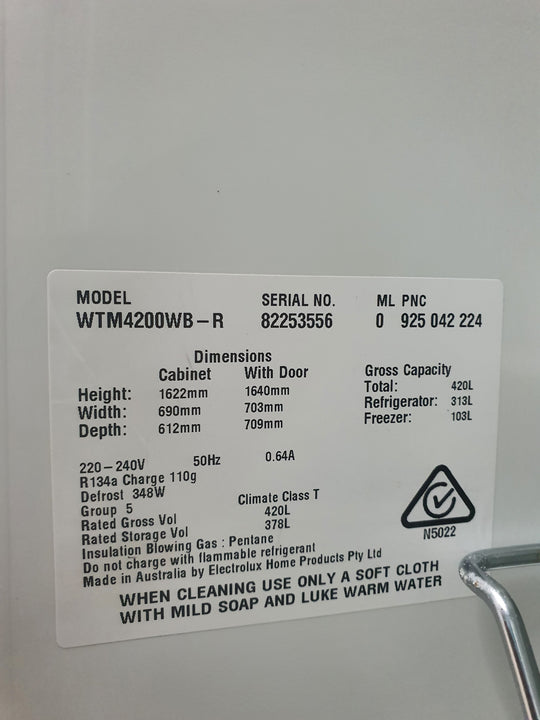 MODEL SERIAL NO. ML PNC
WTM4200WB-R 82253556 0 925 042 224
Dimensions
Cabinet With Door Gross Capacity
Height: 1622mm 1640mm Total: 420L
Width: 690mm 703mm Refrigerator: 313L
Depth: 612mm 709mm Freezer: 103L
220-240V 50Hz 0.64A
R134a Charge 110g
Defrost 348W
Group 5 Climate Class T
Rated Gross Vol 420L
Rated Storage Vol 378L
Insulation Blowing Gas : Pentane
Do not charge with flammable refrigerant
Made in Australia by Electrolux Home Products Pty Ltd
N5022
WHEN CLEANING USE ONLY A SOFT CLOTH
WITH MILD SOAP AND LUKE WARM WATER